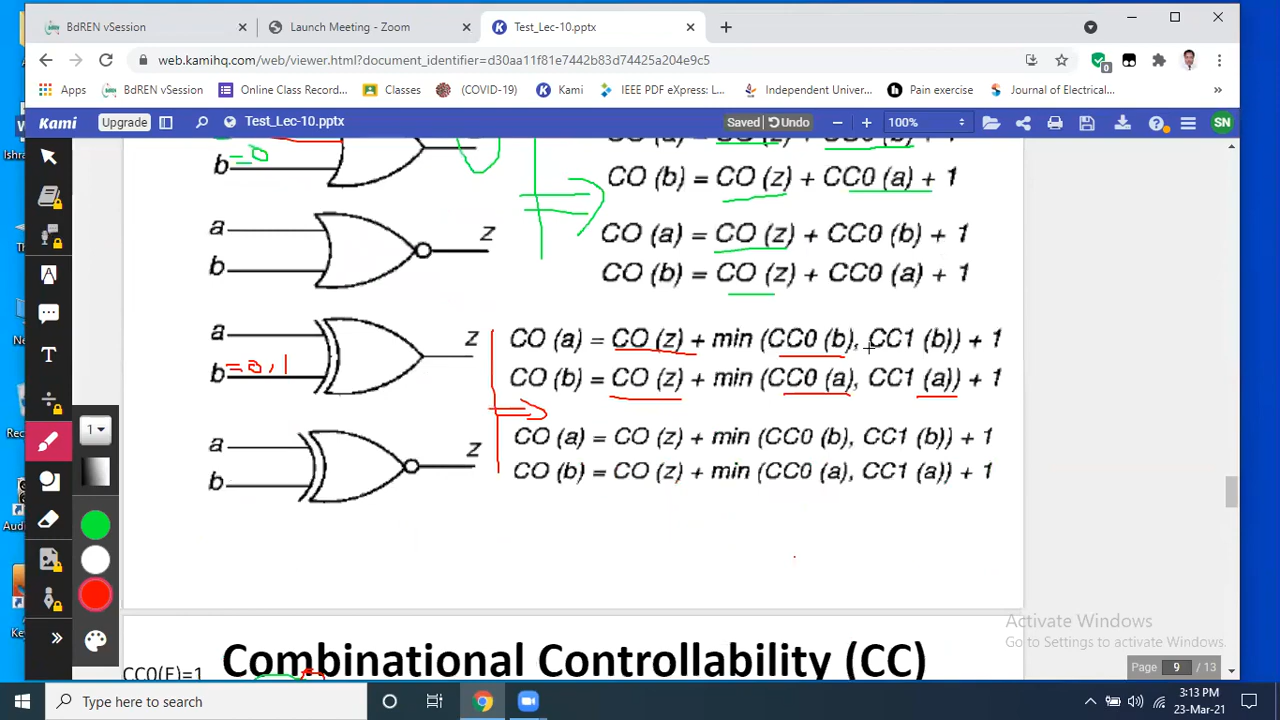 BdREN vSession
Launch Meeting - Zoom
Test_Lec-10.pptx
web.kamihq.com/web/viewer.html?document_identifier=d30aa11f81e7442b83d74425a204e9c5
Apps BdREN vSession Online Class Record... Classes (COVID-19) Kami IEEE PDF eXpress: L... Independent Univer... Pain exercise Journal of Electrical...
Kami Upgrade Test_Lec-10.pptx Saved Undo 100% SN
b =0
CO (b) = CO (z) + CC0 (a) + 1
a
b
z
CO (a) = CO (z) + CC0 (b) + 1
CO (b) = CO (z) + CC0 (a) + 1
a
b =0,1
z
CO (a) = CO (z) + min (CC0 (b), CC1 (b)) + 1
CO (b) = CO (z) + min (CC0 (a), CC1 (a)) + 1
a
b
z
CO (a) = CO (z) + min (CC0 (b), CC1 (b)) + 1
CO (b) = CO (z) + min (CC0 (a), CC1 (a)) + 1
1
T
Combinational Controllability (CC)
CC0(F)=1
Activate Windows
Go to Settings to activate Windows.
Page 9 / 13
Type here to search
3:13 PM
23-Mar-21